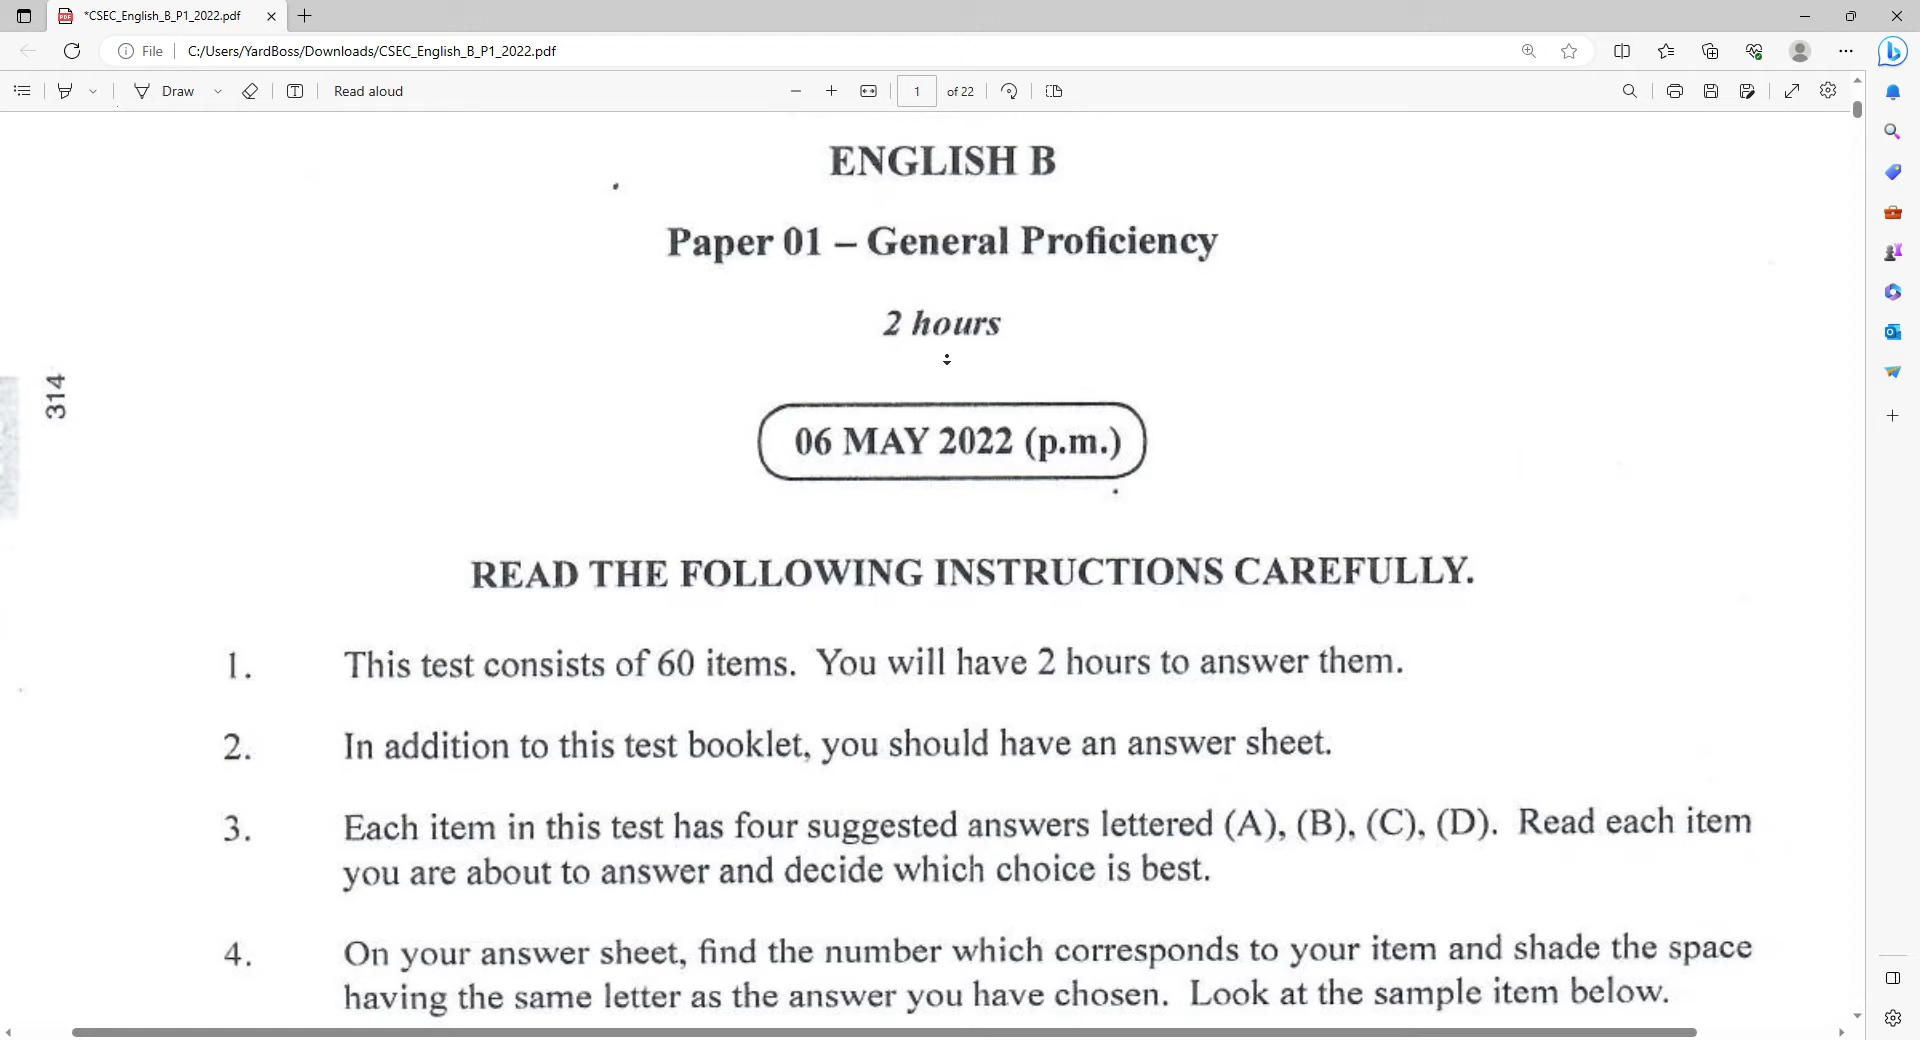 *CSEC_English_B_P1_2022.pdf
File
C:/Users/YardBoss/Downloads/CSEC_English_B_P1_2022.pdf
Draw
Read aloud
1
of 22
ENGLISH B
Paper 01 – General Proficiency
2 hours
314
06 MAY 2022 (p.m.)
READ THE FOLLOWING INSTRUCTIONS CAREFULLY.
1. This test consists of 60 items. You will have 2 hours to answer them.
2. In addition to this test booklet, you should have an answer sheet.
3. Each item in this test has four suggested answers lettered (A), (B), (C), (D). Read each item
you are about to answer and decide which choice is best.
4. On your answer sheet, find the number which corresponds to your item and shade the space
having the same letter as the answer you have chosen. Look at the sample item below.